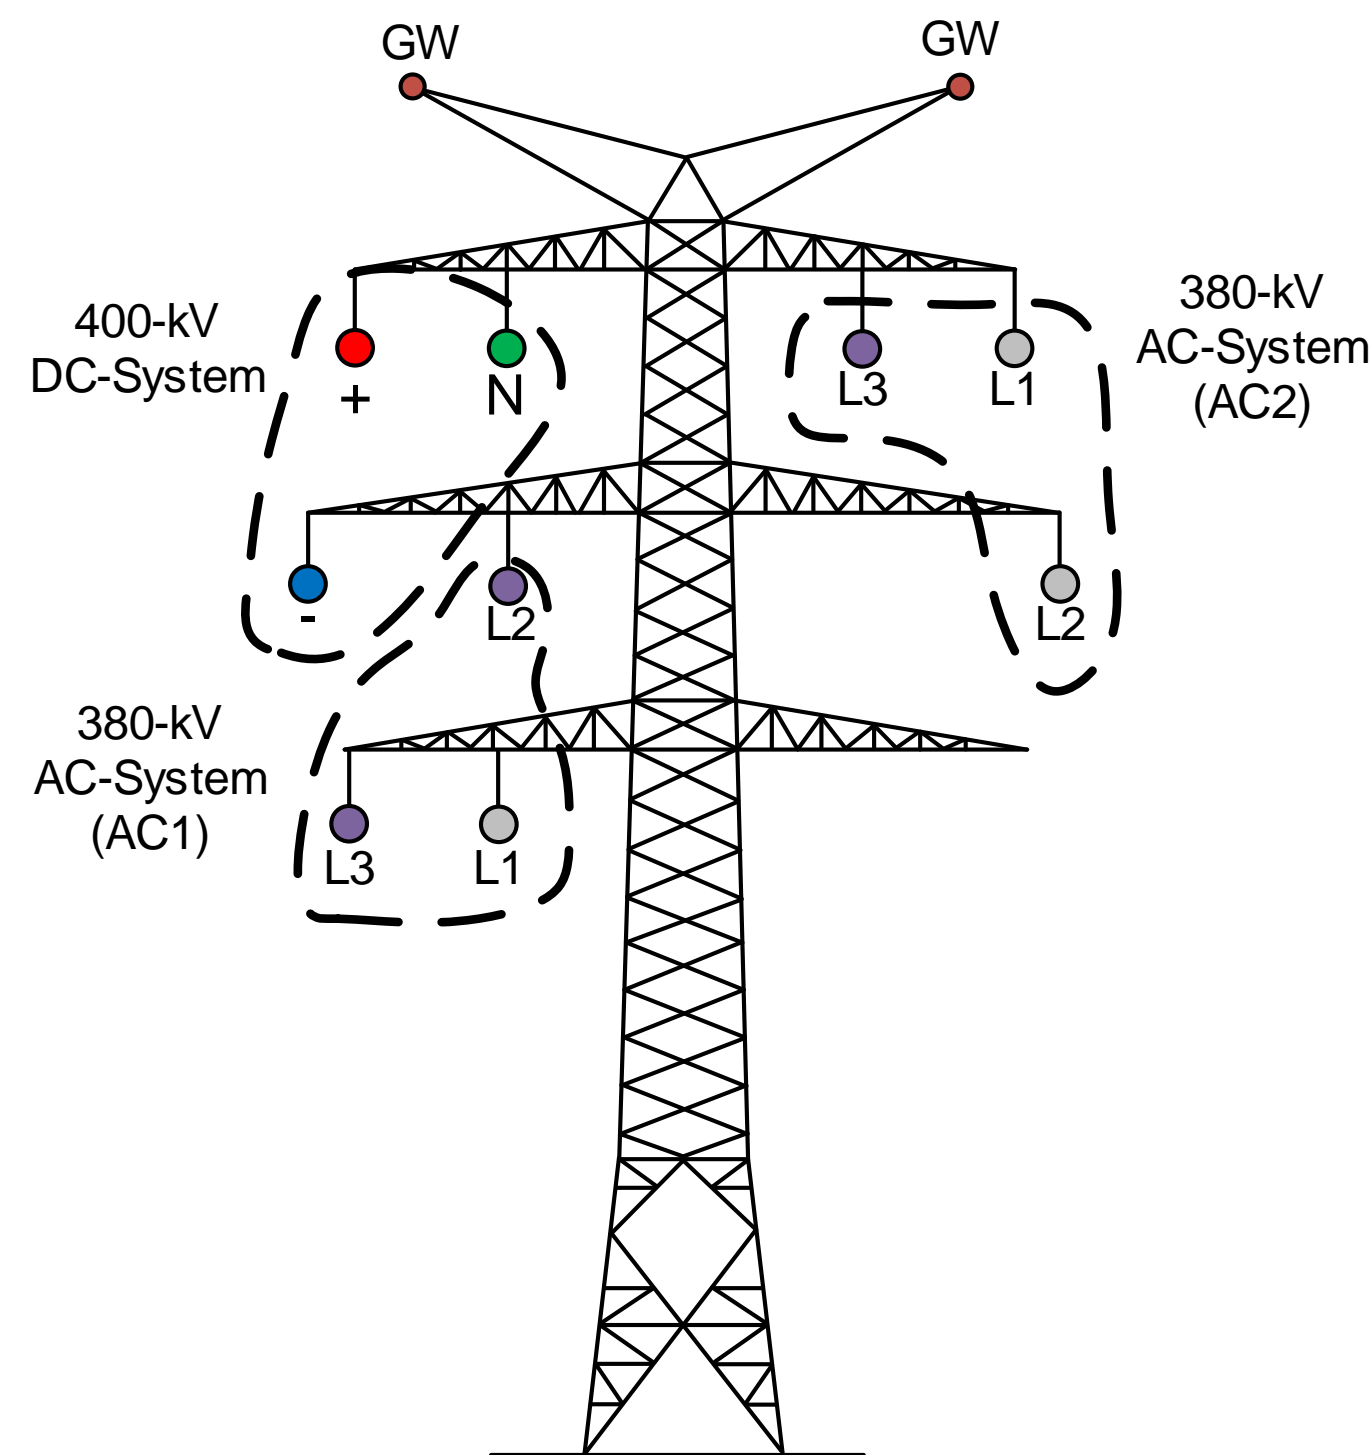 GW
GW
400-kV
DC-System
+
N
L3
L1
380-kV
AC-System
(AC2)
-
L2
L2
380-kV
AC-System
(AC1)
L3
L1